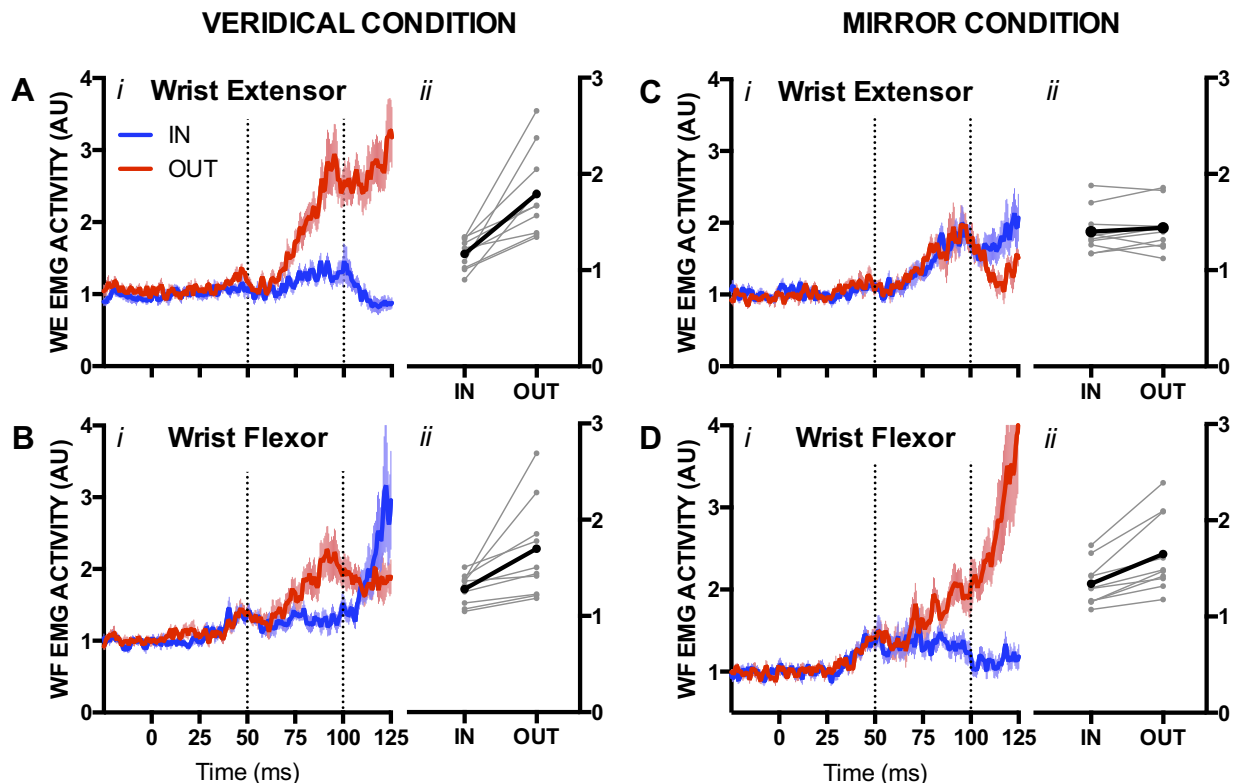 VERIDICAL CONDITION
MIRROR CONDITION
A
i
Wrist Extensor
ii
WE EMG ACTIVITY (AU)
4
3
2
1
0
IN
OUT
3
2
1
0
IN OUT
C
i
Wrist Extensor
ii
WE EMG ACTIVITY (AU)
4
3
2
1
0
3
2
1
0
IN OUT
B
i
Wrist Flexor
ii
WF EMG ACTIVITY (AU)
4
3
2
1
0
0 25 50 75 100 125
Time (ms)
3
2
1
0
IN OUT
D
i
Wrist Flexor
ii
WF EMG ACTIVITY (AU)
4
3
2
1
0 25 50 75 100 125
Time (ms)
3
2
1
0
IN OUT